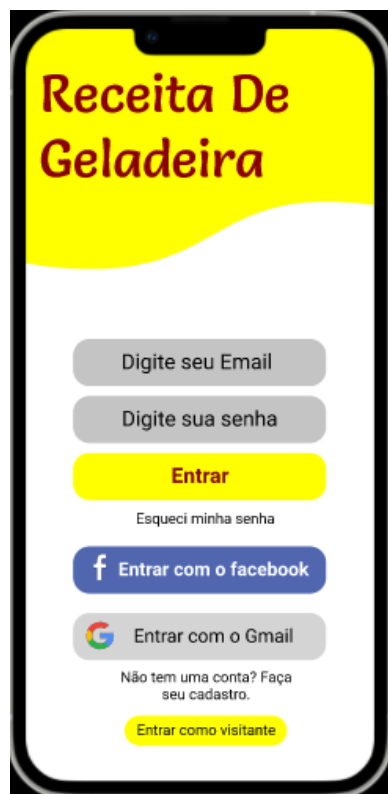 Receita De
Geladeira
Digite seu Email
Digite sua senha
Entrar
Esqueci minha senha
f Entrar com o facebook
G Entrar com o Gmail
Não tem uma conta? Faça
seu cadastro.
Entrar como visitante